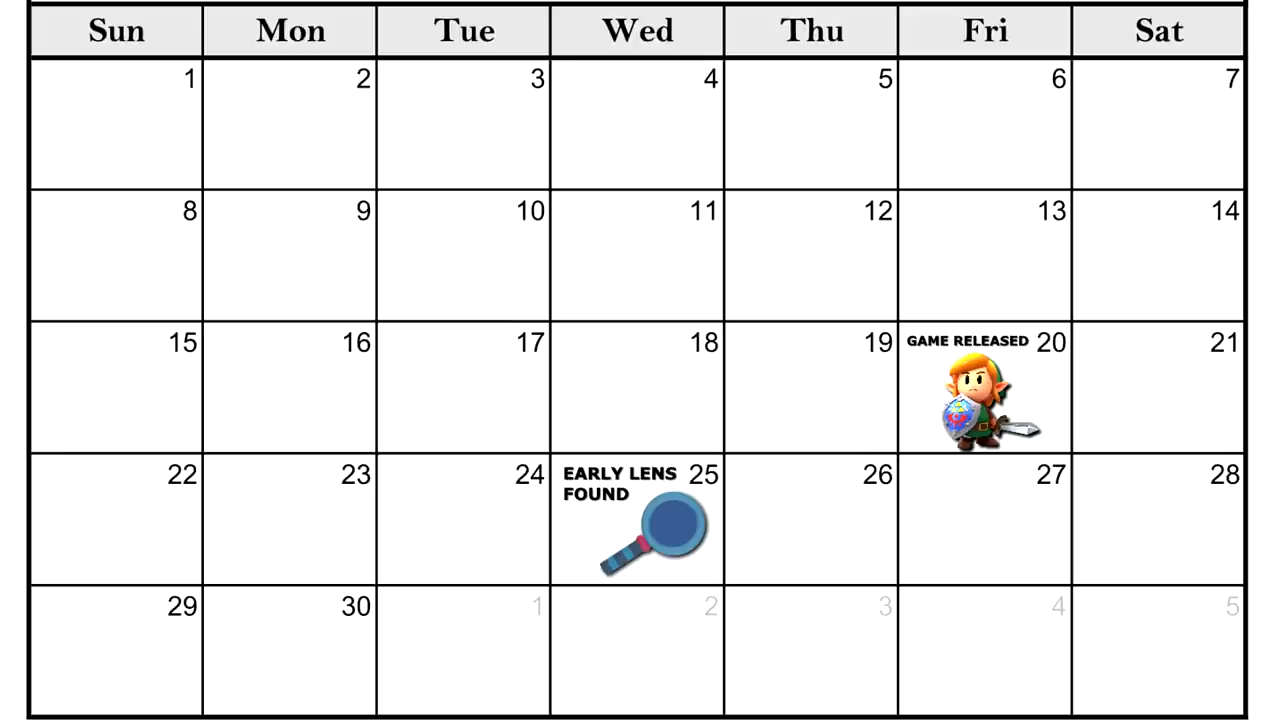 Sun Mon Tue Wed Thu Fri Sat
1 2 3 4 5 6 7
8 9 10 11 12 13 14
15 16 17 18 19 GAME RELEASED 20 21
22 23 24 EARLY LENS 25 26 27 28
FOUND
29 30 1 2 3 4 5